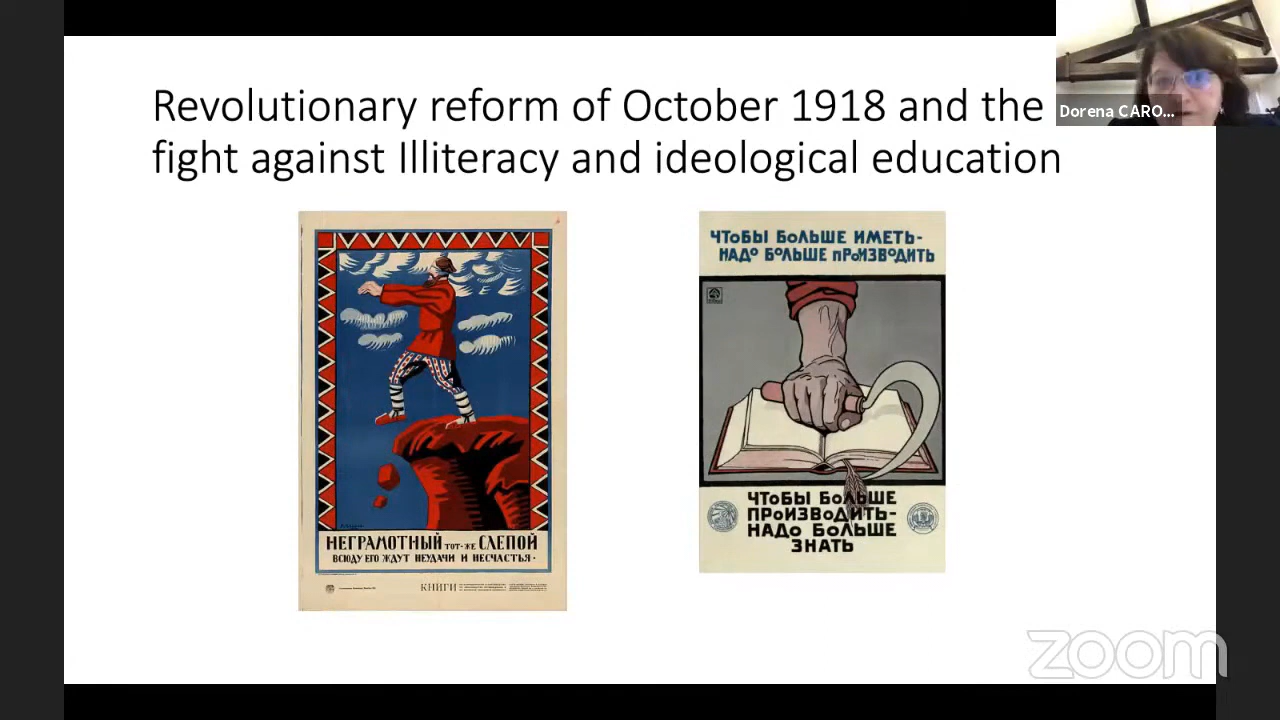 Revolutionary reform of October 1918 and the
fight against Illiteracy and ideological education
Dorena CARO...
НЕГРАМОТНЫЙ ТОТ-ЖЕ СЛЕПОЙ
ВСЮДУ ЕГО ЖДУТ НЕУДАЧИ И НЕСЧАСТЬЯ
КНИГИ
ЧТОБЫ БОЛЬШЕ ИМЕТЬ-
НАДО БОЛЬШЕ ПРОИЗВОДИТЬ
ЧТОБЫ БОЛЬШЕ
ПРОИЗВОДИТЬ-
НАДО БОЛЬШЕ
ЗНАТЬ
zoom